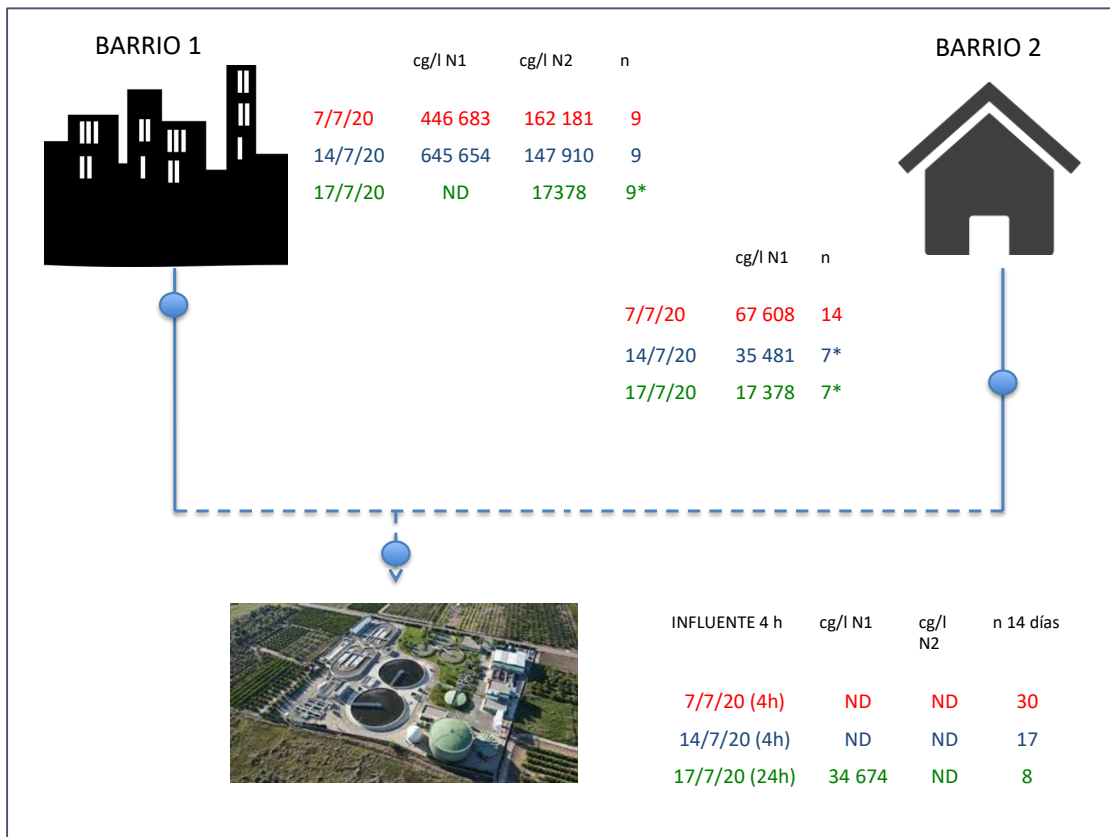 BARRIO 1
cg/l N1 cg/l N2 n
7/7/20 446 683 162 181 9
14/7/20 645 654 147 910 9
17/7/20 ND 17378 9*
BARRIO 2
cg/l N1 n
7/7/20 67 608 14
14/7/20 35 481 7*
17/7/20 17 378 7*
INFLUENTE 4 h cg/l N1 cg/l N2 n 14 días
7/7/20 (4h) ND ND 30
14/7/20 (4h) ND ND 17
17/7/20 (24h) 34 674 ND 8